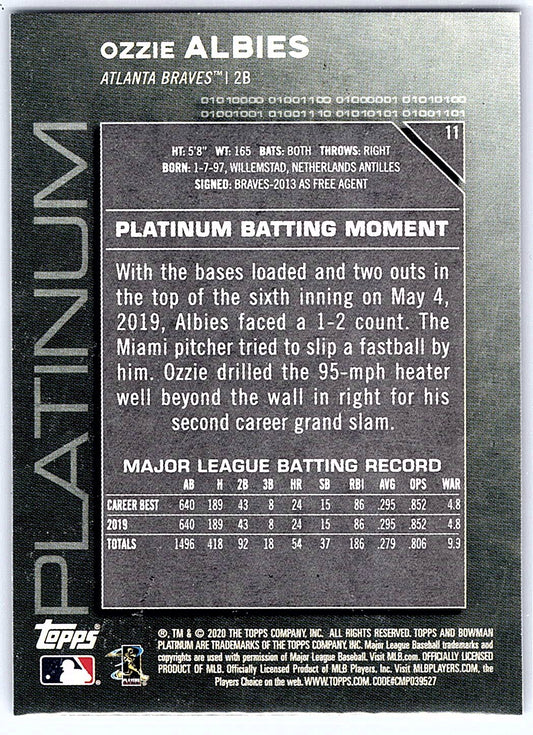 OZZIE ALBIES
ATLANTA BRAVES™ | 2B
01010000 01001100 01000001 01010100
01001001 01001110 01010101 01001101
PLATINUM
11
HT: 5'8" WT: 165 BATS: BOTH THROWS: RIGHT
BORN: 1-7-97, WILLEMSTAD, NETHERLANDS ANTILLES
SIGNED: BRAVES-2013 AS FREE AGENT
PLATINUM BATTING MOMENT
With the bases loaded and two outs in
the top of the sixth inning on May 4,
2019, Albies faced a 1-2 count. The
Miami pitcher tried to slip a fastball by
him. Ozzie drilled the 95-mph heater
well beyond the wall in right for his
second career grand slam.
MAJOR LEAGUE BATTING RECORD
AB H 2B 3B HR SB RBI AVG OPS WAR
CAREER BEST 640 189 43 8 24 15 86 .295 .852 4.8
2019 640 189 43 8 24 15 86 .295 .852 4.8
TOTALS 1496 418 92 18 54 37 186 .279 .806 9.9
Topps®
®, TM & © 2020 THE TOPPS COMPANY, INC. ALL RIGHTS RESERVED. TOPPS AND BOWMAN
PLATINUM ARE TRADEMARKS OF THE TOPPS COMPANY, INC. Major League Baseball trademarks and
copyrights are used with permission of Major League Baseball. Visit MLB.com. OFFICIALLY LICENSED
PRODUCT OF MLB. Officially Licensed Product of MLB Players, Inc. Visit MLBPLAYERS.COM, the
Players Choice on the web. WWW.TOPPS.COM. CODE#CMP039527